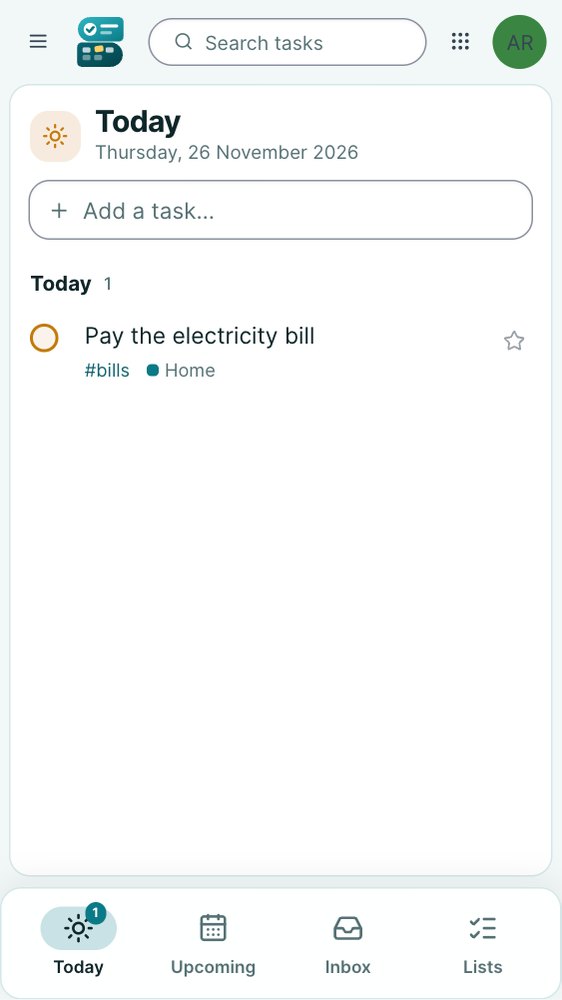 Search tasks
AR
Today
Thursday, 26 November 2026
Add a task...
Today 1
Pay the electricity bill
#bills Home
1
Today Upcoming Inbox Lists